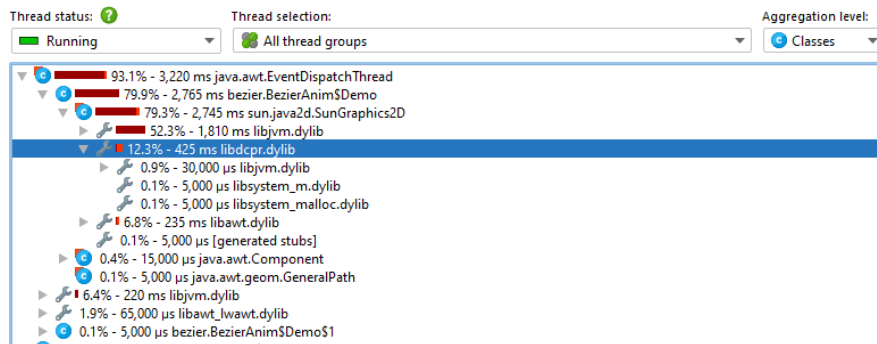 Thread status: ? Thread selection: Aggregation level:
Running All thread groups C Classes
C 93.1% - 3,220 ms java.awt.EventDispatchThread
C 79.9% - 2,765 ms bezier.BezierAnim$Demo
C 79.3% - 2,745 ms sun.java2d.SunGraphics2D
52.3% - 1,810 ms libjvm.dylib
12.3% - 425 ms libdcpr.dylib
0.9% - 30,000 µs libjvm.dylib
0.1% - 5,000 µs libsystem_m.dylib
0.1% - 5,000 µs libsystem_malloc.dylib
6.8% - 235 ms libawt.dylib
0.1% - 5,000 µs [generated stubs]
C 0.4% - 15,000 µs java.awt.Component
C 0.1% - 5,000 µs java.awt.geom.GeneralPath
6.4% - 220 ms libjvm.dylib
1.9% - 65,000 µs libawt_lwawt.dylib
C 0.1% - 5,000 µs bezier.BezierAnim$Demo$1